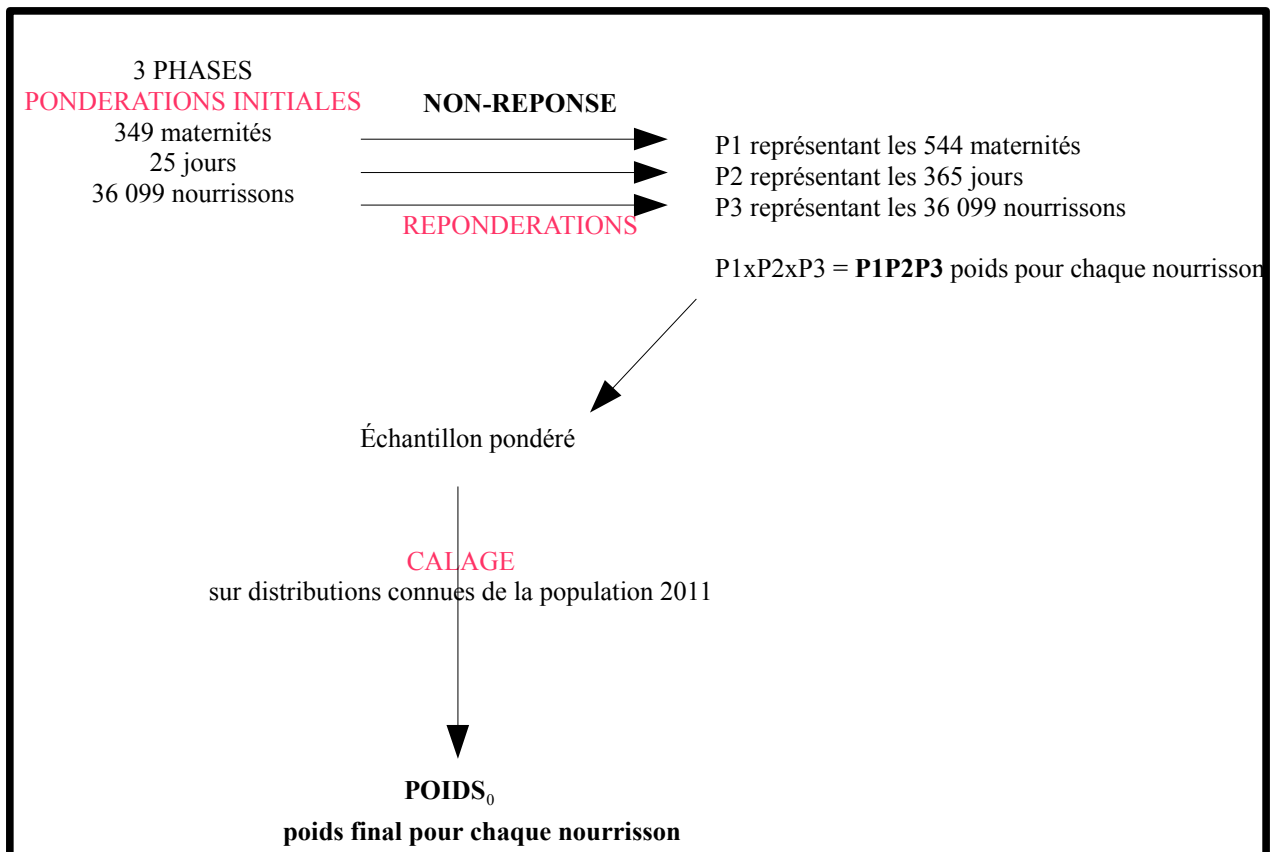 3 PHASES
PONDERATIONS INITIALES
349 maternités
25 jours
36 099 nourrissons
NON-REPONSE
REPONDERATIONS
P1 représentant les 544 maternités
P2 représentant les 365 jours
P3 représentant les 36 099 nourrissons
P1xP2xP3 = P1P2P3 poids pour chaque nourrisson
Échantillon pondéré
CALAGE
sur distributions connues de la population 2011
POIDS₀
poids final pour chaque nourrisson